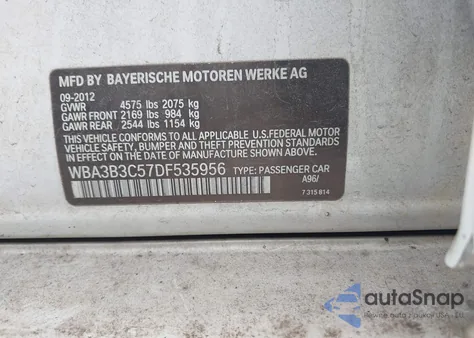 MFD BY BAYERISCHE MOTOREN WERKE AG
09-2012
GVWR 4575 lbs 2075 kg
GAWR FRONT 2169 lbs 984 kg
GAWR REAR 2544 lbs 1154 kg
THIS VEHICLE CONFORMS TO ALL APPLICABLE
U.S.FEDERAL MOTOR
VEHICLE SAFETY, BUMPER, AND THEFT PREVENTION
STANDARDS IN EFFECT ON THE DATE OF
MANUFACTURE SHOWN ABOVE.
WBA3B3C57DF535956 TYPE: PASSENGER CAR
A96/
7 315 814
autoSnap